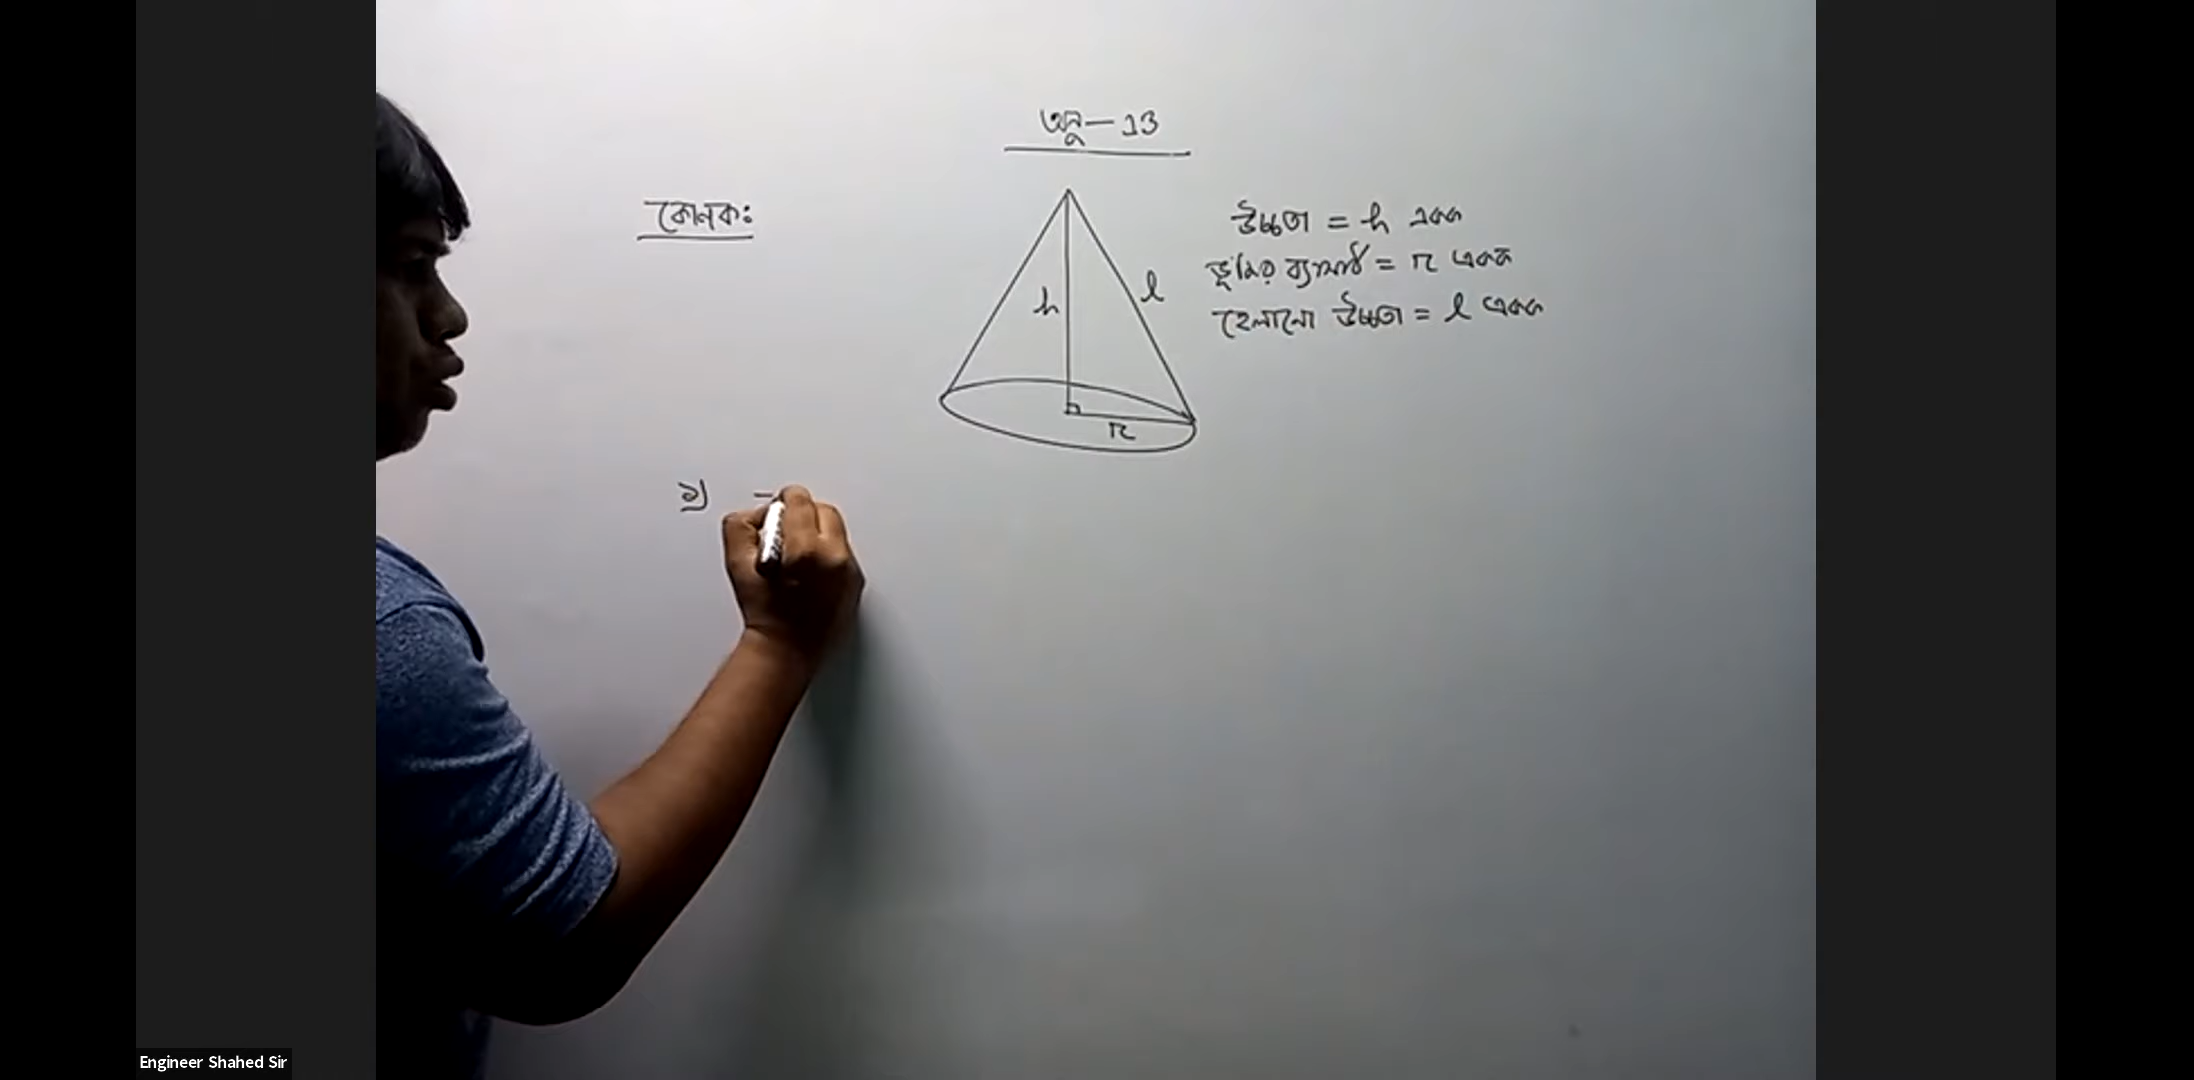 অনু— 13
কোনকঃ
উচ্চতা = h একক
ভূমির ব্যাসার্ধ = r একক
হেলানো উচ্চতা = l একক
h
l
r
১)
Engineer Shahed Sir